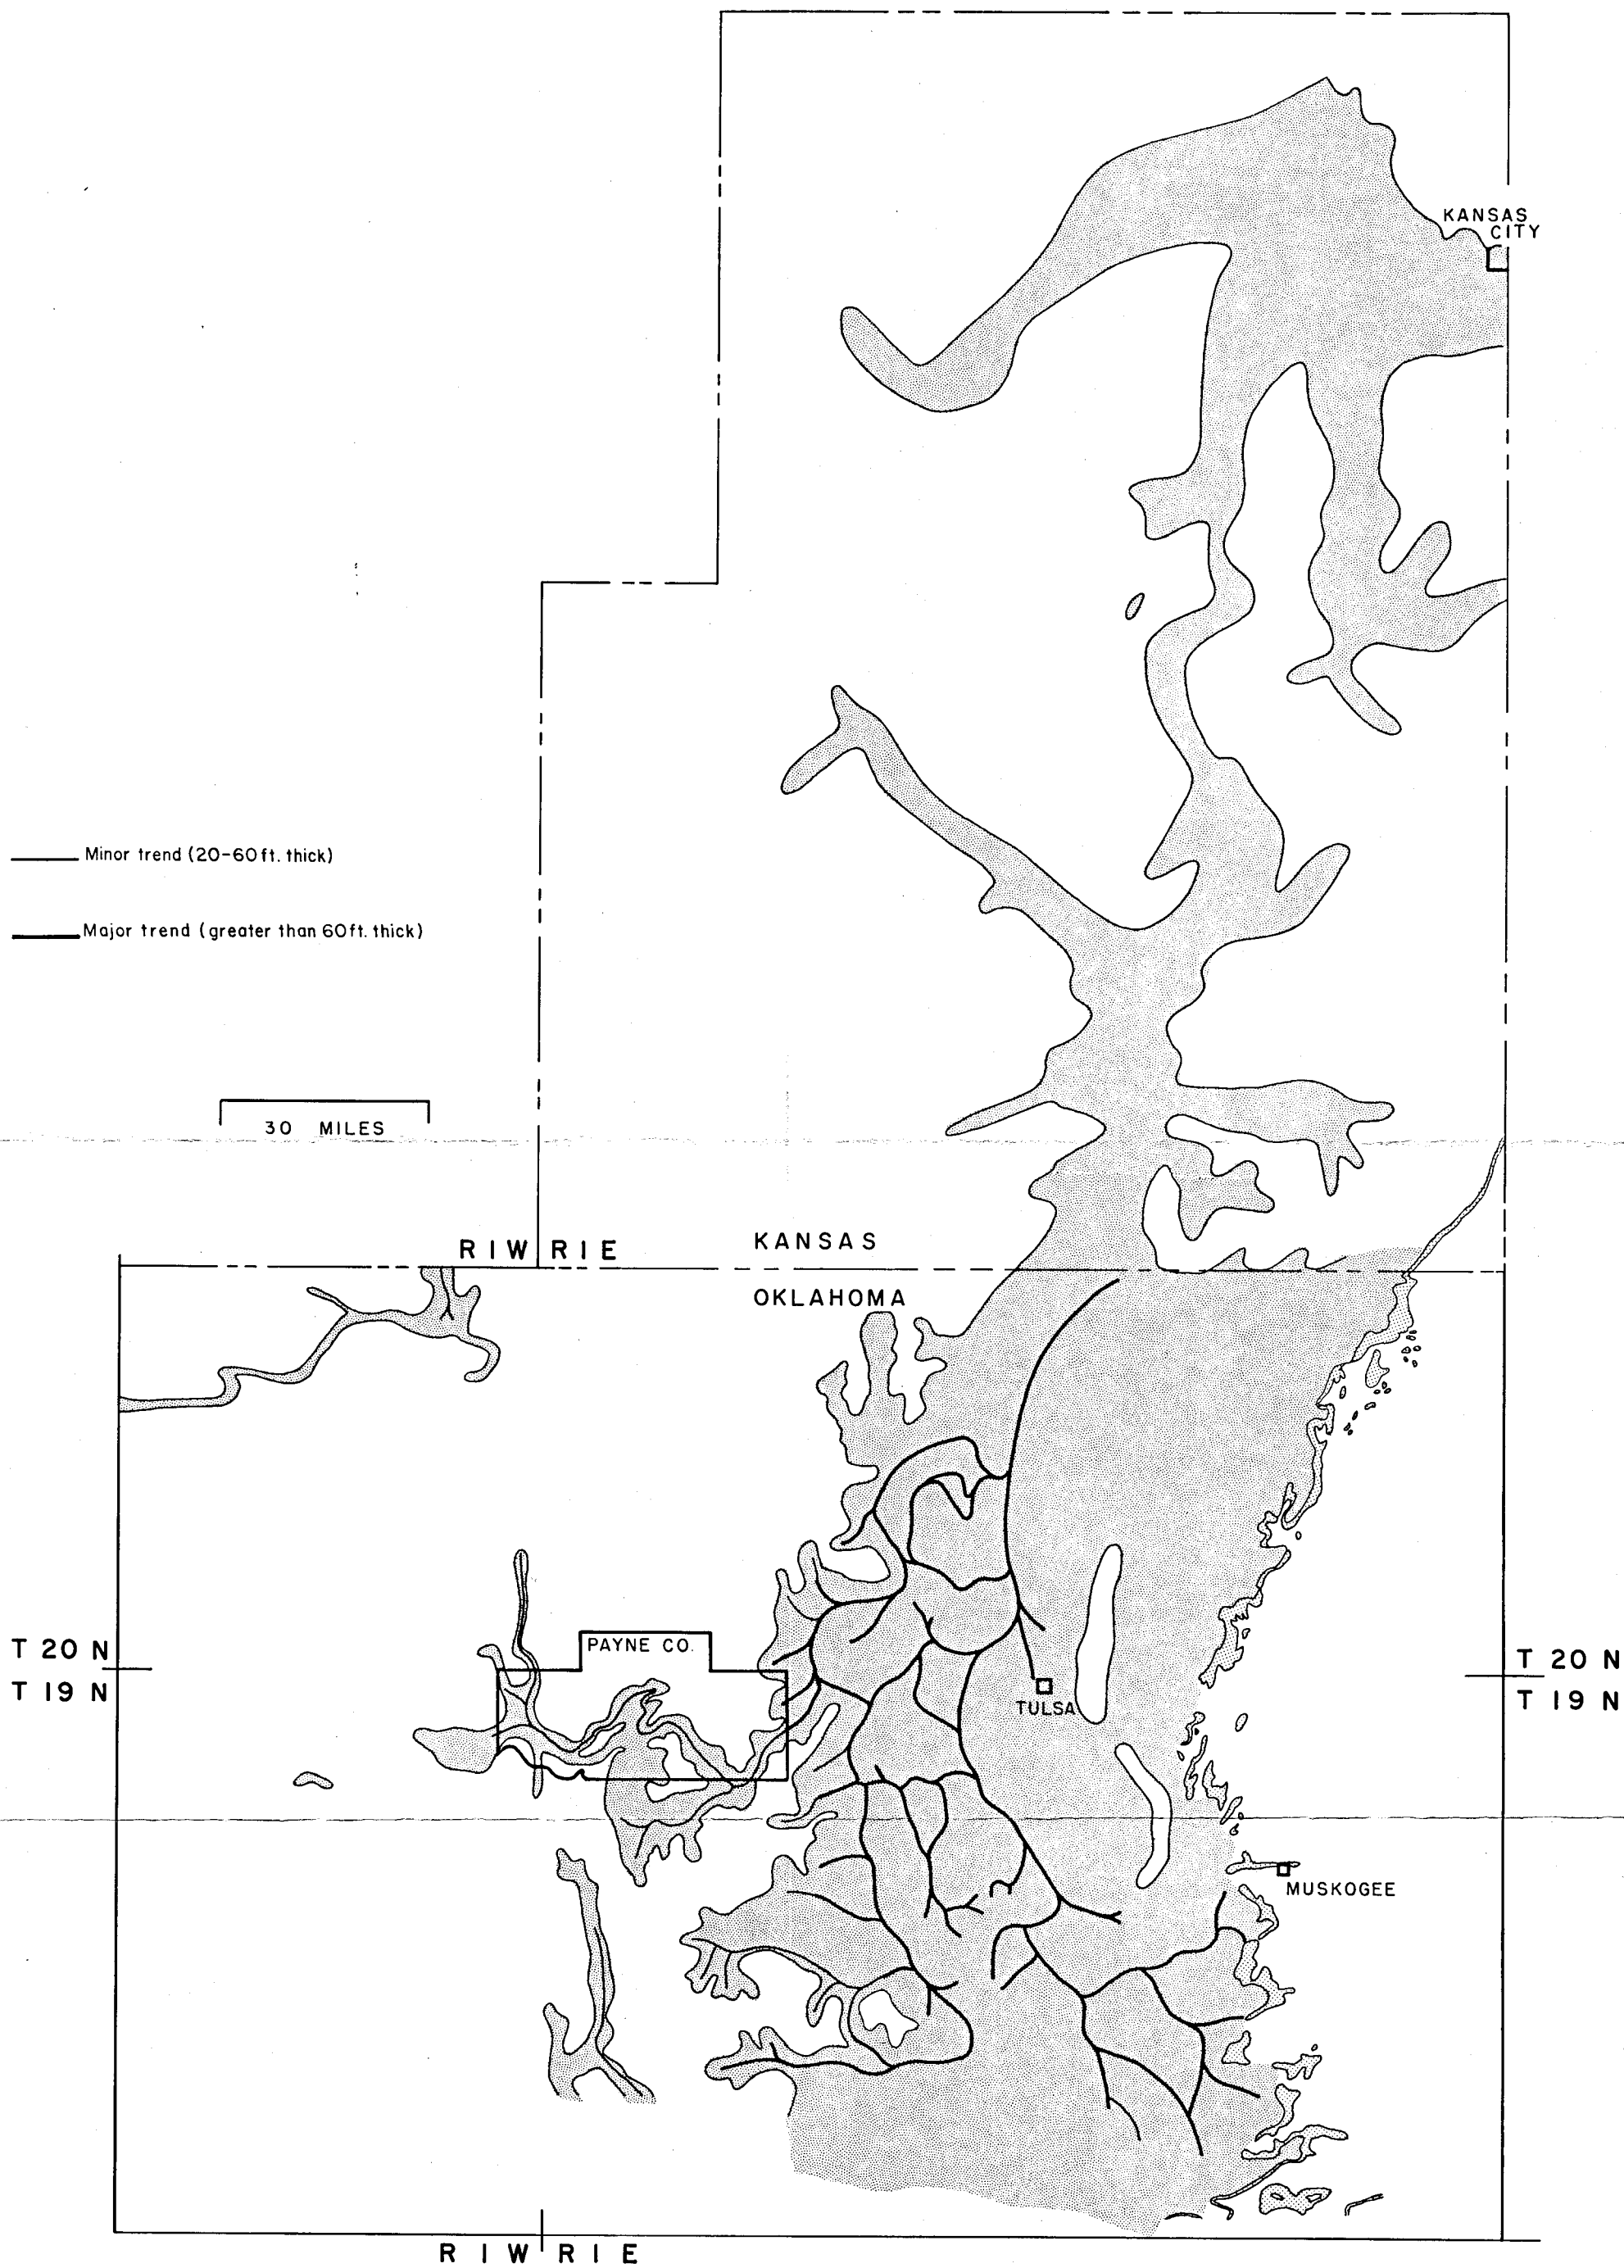 KANSAS
CITY
Minor trend (20-60 ft. thick)
Major trend (greater than 60 ft. thick)
30 MILES
R I W R I E
KANSAS
OKLAHOMA
T 20 N
T 19 N
PAYNE CO.
T 20 N
T 19 N
TULSA
MUSKOGEE
R I W R I E